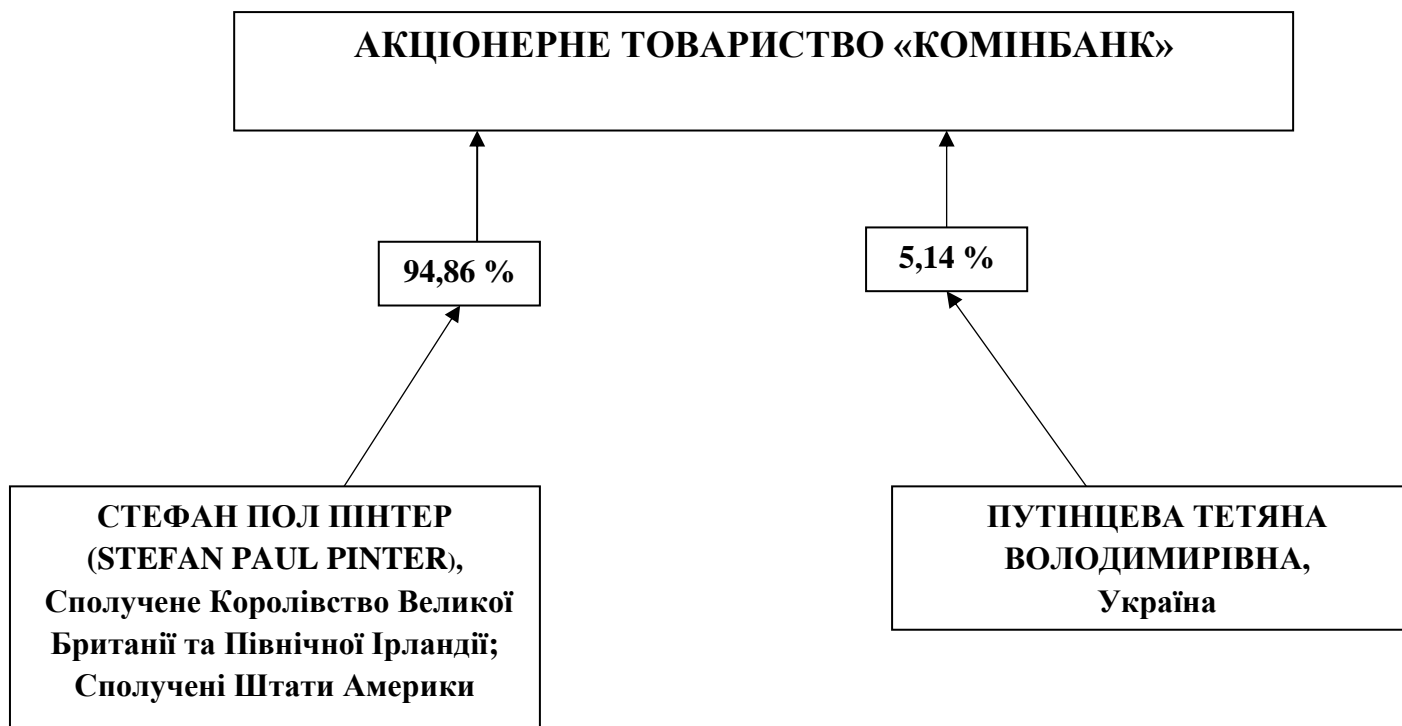 АКЦІОНЕРНЕ ТОВАРИСТВО «КОМІНБАНК»
94,86 %
5,14 %
СТЕФАН ПОЛ ПІНТЕР
(STEFAN PAUL PINTER),
Сполучене Королівство Великої
Британії та Північної Ірландії;
Сполучені Штати Америки
ПУТІНЦЕВА ТЕТЯНА
ВОЛОДИМИРІВНА,
Україна